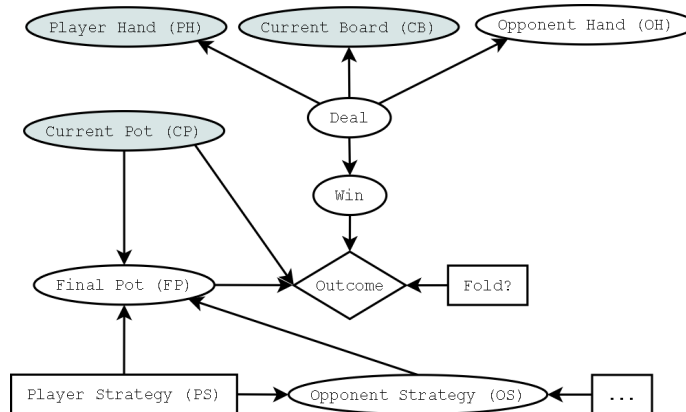 Player Hand (PH)
Current Board (CB)
Opponent Hand (OH)
Deal
Current Pot (CP)
Win
Final Pot (FP)
Outcome
Fold?
Player Strategy (PS)
Opponent Strategy (OS)
...